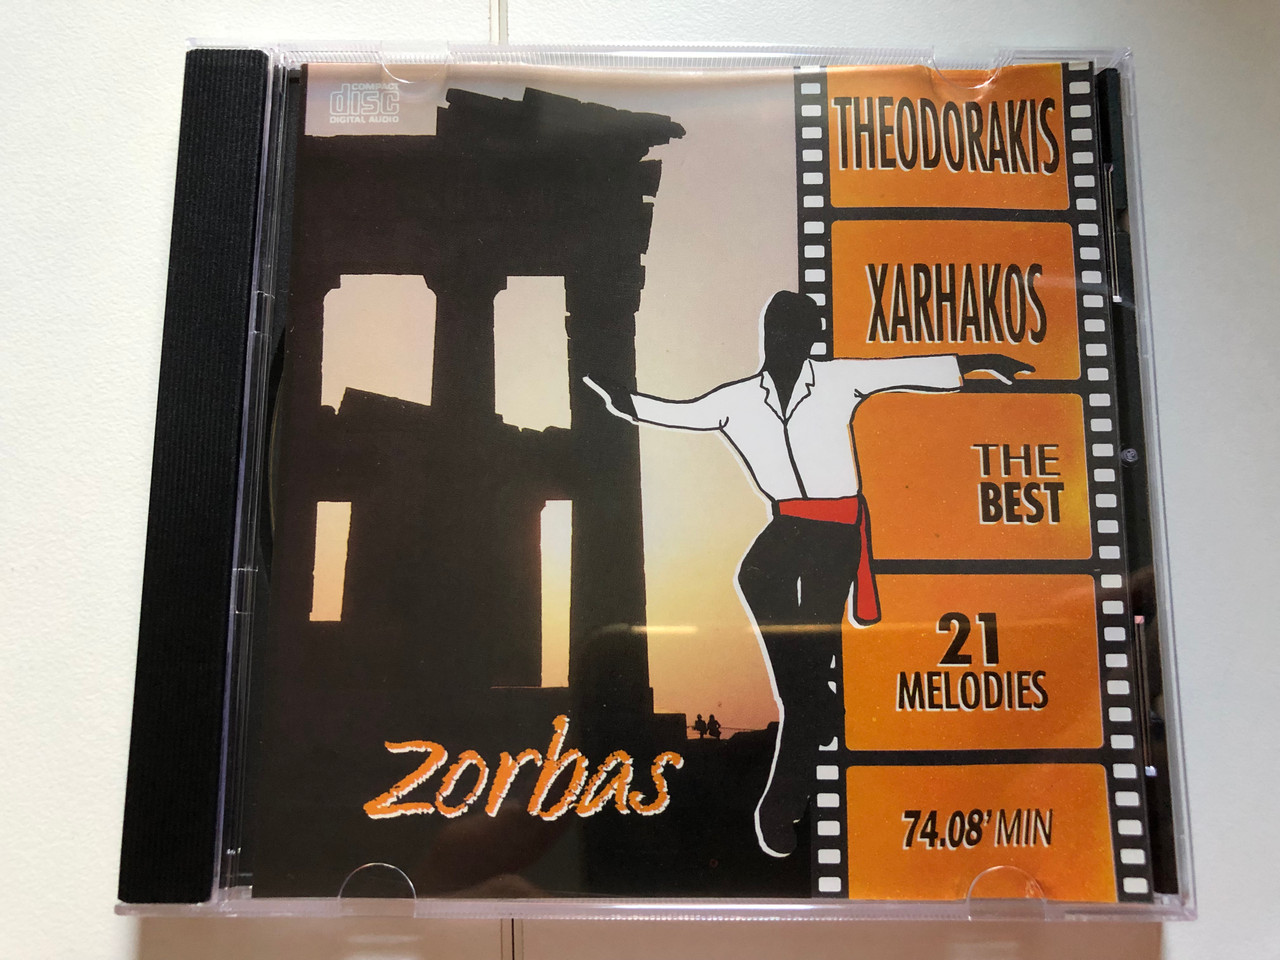 COMPACT
disc
DIGITAL AUDIO
THEODORAKIS
XARHAKOS
THE
BEST
21
MELODIES
74.08' MIN
zorbas